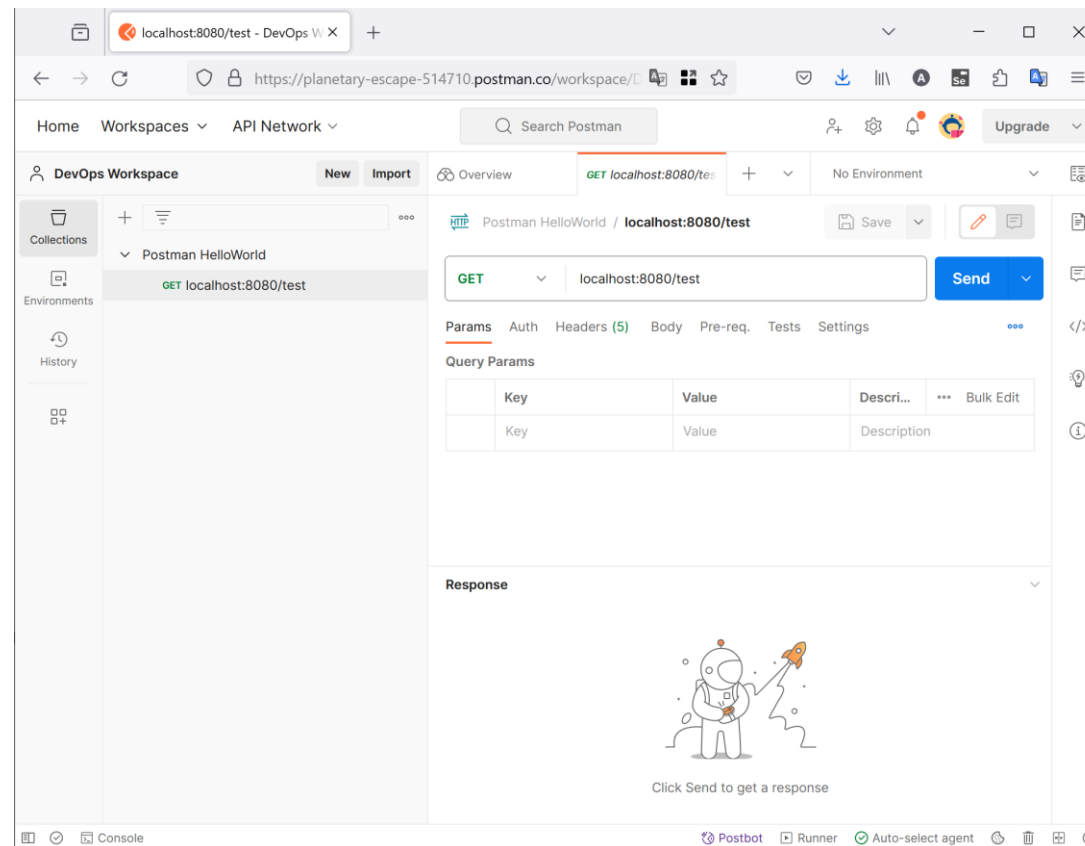 localhost:8080/test - DevOps W
https://planetary-escape-514710.postman.co/workspace/D
Home Workspaces API Network Search Postman Upgrade
DevOps Workspace New Import Overview GET localhost:8080/tes No Environment
Collections
Postman HelloWorld / localhost:8080/test Save
Postman HelloWorld
GET localhost:8080/test
GET localhost:8080/test Send
Environments
Params Auth Headers (5) Body Pre-req. Tests Settings
History
Query Params
Key Value Descri... Bulk Edit
Key Value Description
Response
Click Send to get a response
Console Postbot Runner Auto-select agent